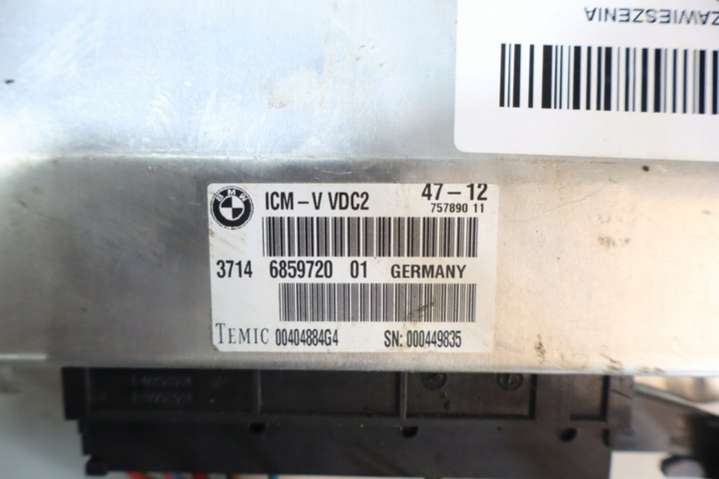 ZAWIESZENIA
BMW
ICM-V VDC2
47-12
757890 11
3714 6859720 01 GERMANY
TEMIC 00404884G4 SN: 000449835